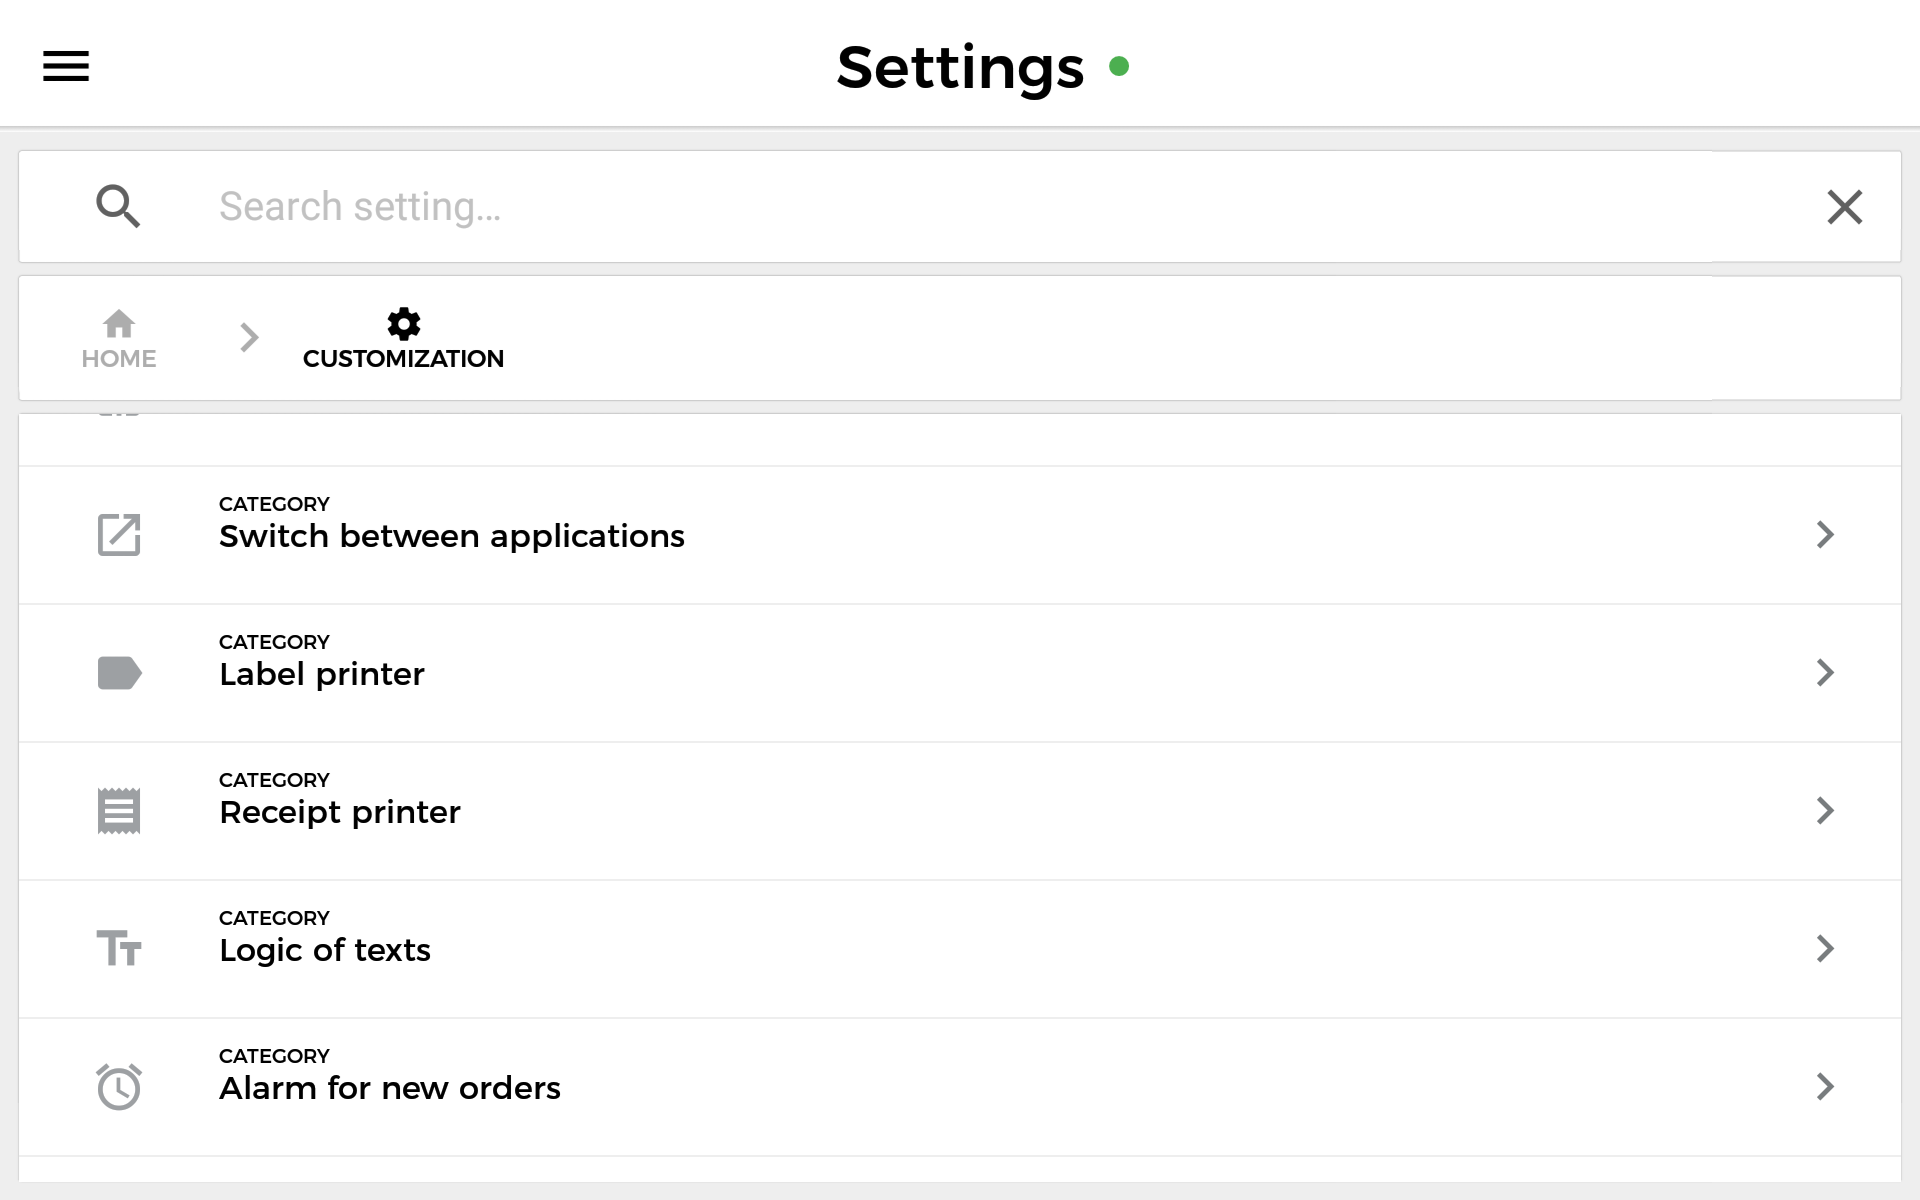 Settings
Search setting...
HOME
CUSTOMIZATION
CATEGORY
Switch between applications
CATEGORY
Label printer
CATEGORY
Receipt printer
CATEGORY
Logic of texts
CATEGORY
Alarm for new orders